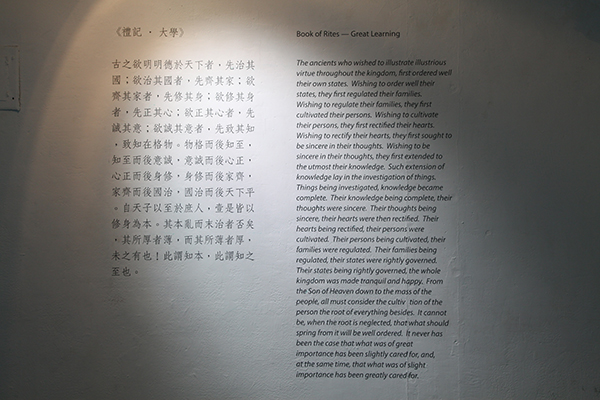 《禮記 · 大學》
古之欲明明德於天下者，先治其
國；欲治其國者，先齊其家；欲
齊其家者，先修其身；欲修其身
者，先正其心；欲正其心者，先
誠其意；欲誠其意者，先致其知
，致知在格物。物格而後知至，
知至而後意誠，意誠而後心正，
心正而後身修，身修而後家齊，
家齊而後國治，國治而後天下平
。自天子以至於庶人，壹是皆以
修身為本。其本亂而末治者否矣
，其所厚者薄，而其所薄者厚，
未之有也！此謂知本，此謂知之
至也。
Book of Rites — Great Learning
The ancients who wished to illustrate illustrious
virtue throughout the kingdom, first ordered well
their own states. Wishing to order well their
states, they first regulated their families.
Wishing to regulate their families, they first
cultivated their persons. Wishing to cultivate
their persons, they first rectified their hearts.
Wishing to rectify their hearts, they first sought to
be sincere in their thoughts. Wishing to be
sincere in their thoughts, they first extended to
the utmost their knowledge. Such extension of
knowledge lay in the investigation of things.
Things being investigated, knowledge became
complete. Their knowledge being complete, their
thoughts were sincere. Their thoughts being
sincere, their hearts were then rectified. Their
hearts being rectified, their persons were
cultivated. Their persons being cultivated, their
families were regulated. Their families being
regulated, their states were rightly governed.
Their states being rightly governed, the whole
kingdom was made tranquil and happy. From
the Son of Heaven down to the mass of the
people, all must consider the cultiv tion of the
person the root of everything besides. It cannot
be, when the root is neglected, that what should
spring from it will be well ordered. It never has
been the case that what was of great
importance has been slightly cared for, and,
at the same time, that what was of slight
importance has been greatly cared for.